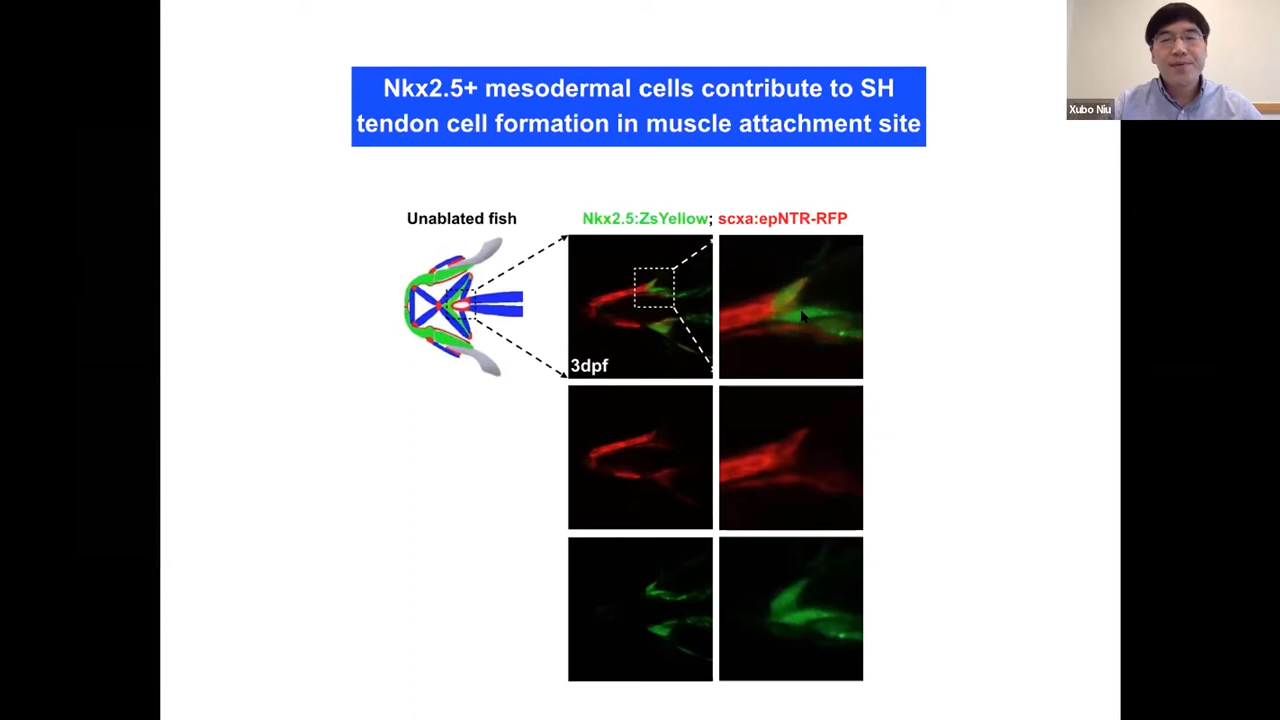 Nkx2.5+ mesodermal cells contribute to SH
tendon cell formation in muscle attachment site
Xubo Niu
Unablated fish
Nkx2.5:ZsYellow; scxa:epNTR-RFP
3dpf